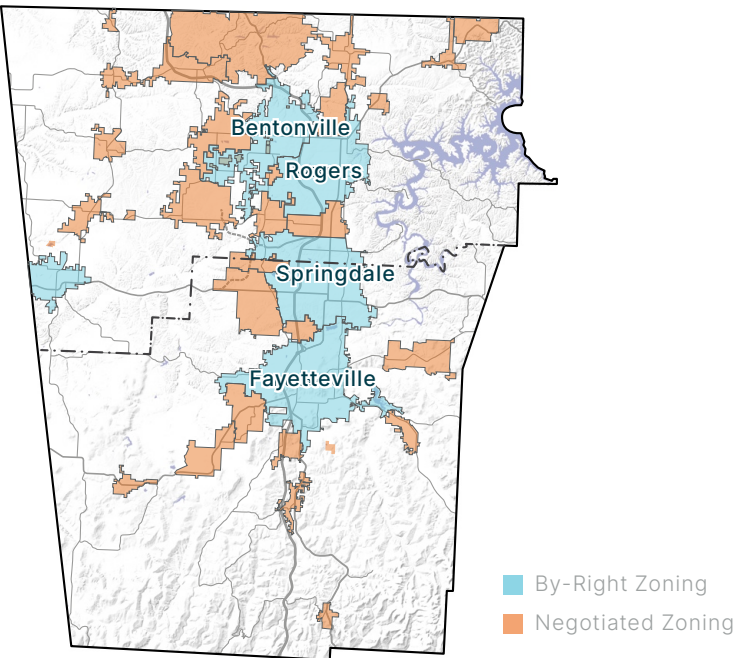 Bentonville
Rogers
Springdale
Fayetteville
By-Right Zoning
Negotiated Zoning